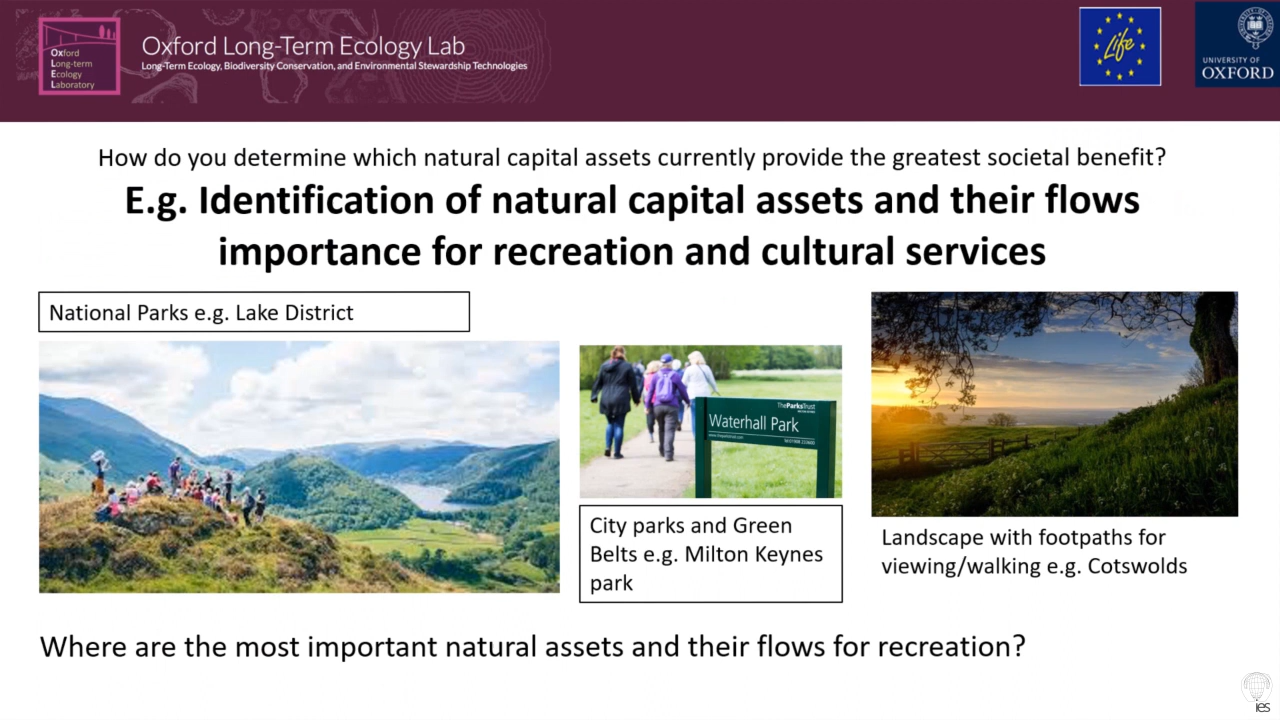 Oxford
Long-term
Ecology
Laboratory
Oxford Long-Term Ecology Lab
Long-Term Ecology, Biodiversity Conservation, and Environmental Stewardship Technologies
Life
UNIVERSITY OF
OXFORD
How do you determine which natural capital assets currently provide the greatest societal benefit?
E.g. Identification of natural capital assets and their flows
importance for recreation and cultural services
National Parks e.g. Lake District
TheParksTrust
Waterhall Park
City parks and Green
Belts e.g. Milton Keynes
park
Landscape with footpaths for
viewing/walking e.g. Cotswolds
Where are the most important natural assets and their flows for recreation?
ies